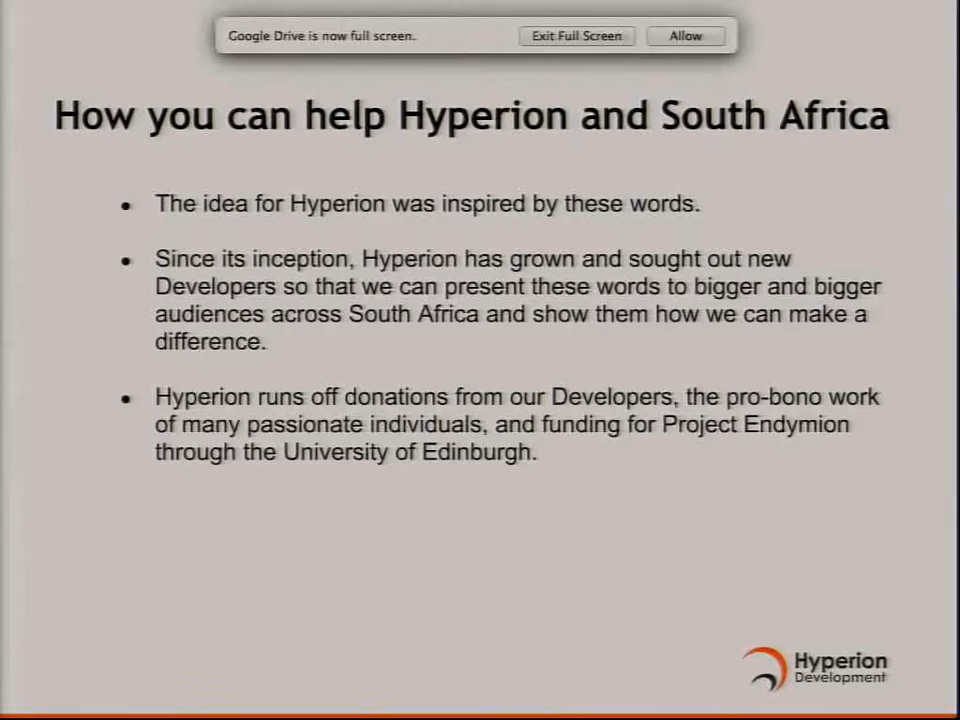 Google Drive is now full screen.
Exit Full Screen
Allow
How you can help Hyperion and South Africa
• The idea for Hyperion was inspired by these words.
• Since its inception, Hyperion has grown and sought out new
Developers so that we can present these words to bigger and bigger
audiences across South Africa and show them how we can make a
difference.
• Hyperion runs off donations from our Developers, the pro-bono work
of many passionate individuals, and funding for Project Endymion
through the University of Edinburgh.
Hyperion
Development